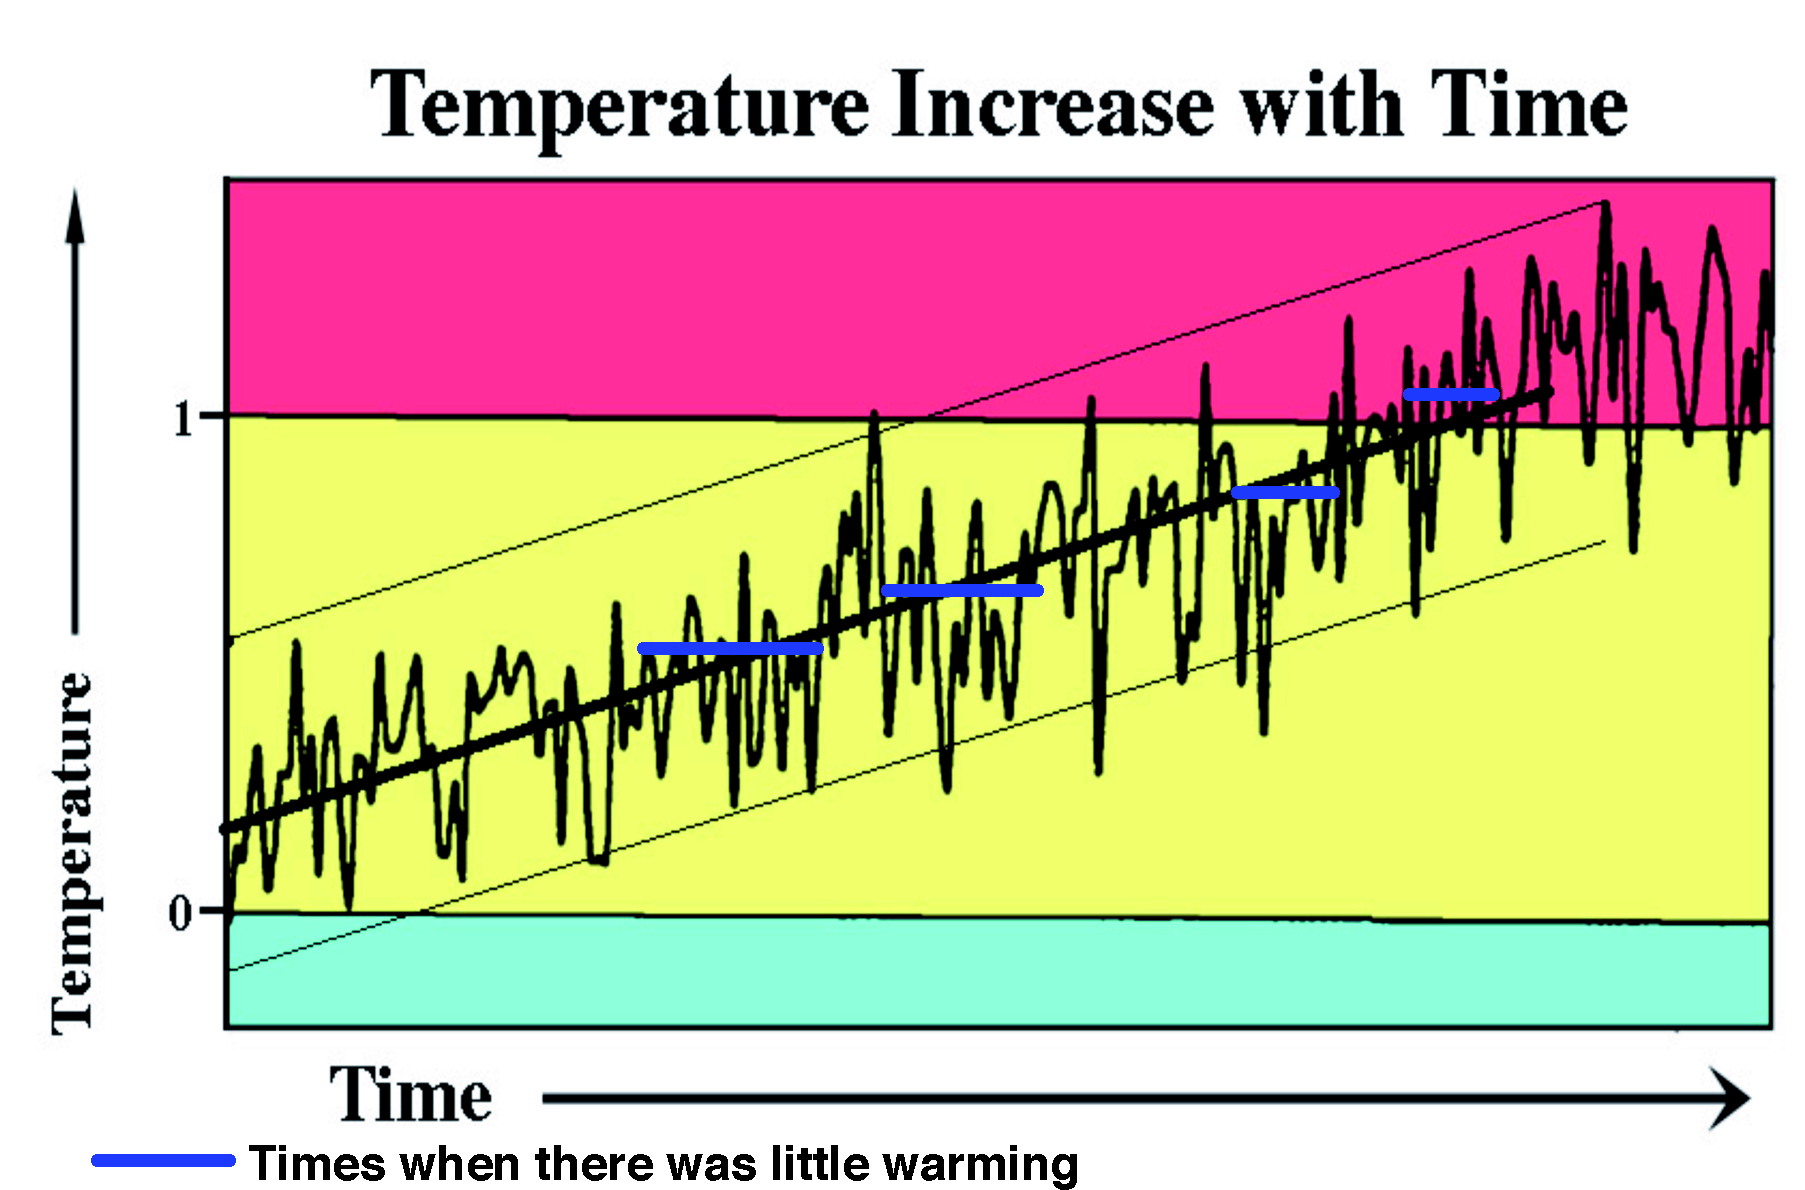 Temperature Increase with Time
1
0
Temperature
Time
Times when there was little warming